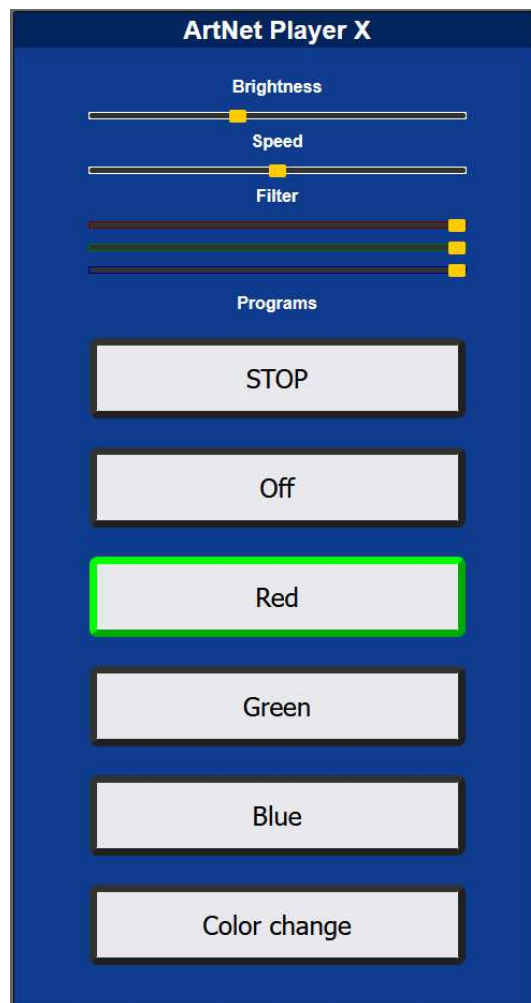 ArtNet Player X
Brightness
Speed
Filter
Programs
STOP
Off
Red
Green
Blue
Color change